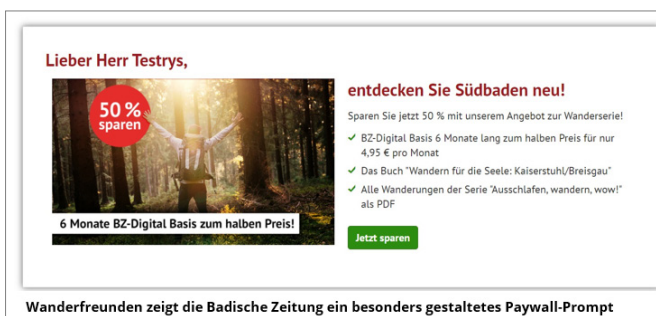 Lieber Herr Testrys,
50 %
sparen
6 Monate BZ-Digital Basis zum halben Preis!
entdecken Sie Südbaden neu!
Sparen Sie jetzt 50 % mit unserem Angebot zur Wanderserie!
✓ BZ-Digital Basis 6 Monate lang zum halben Preis für nur
4,95 € pro Monat
✓ Das Buch "Wandern für die Seele: Kaiserstuhl/Breisgau"
✓ Alle Wanderungen der Serie "Ausschlafen, wandern, wow!"
als PDF
Jetzt sparen
Wanderfreunden zeigt die Badische Zeitung ein besonders gestaltetes Paywall-Prompt